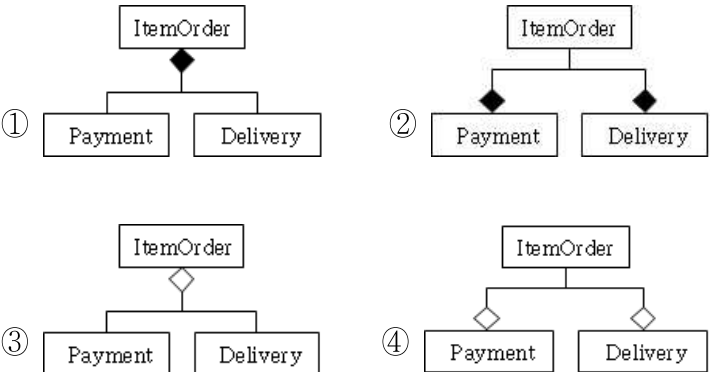 ItemOrder
① Payment Delivery
ItemOrder
② Payment Delivery
ItemOrder
③ Payment Delivery
ItemOrder
④ Payment Delivery